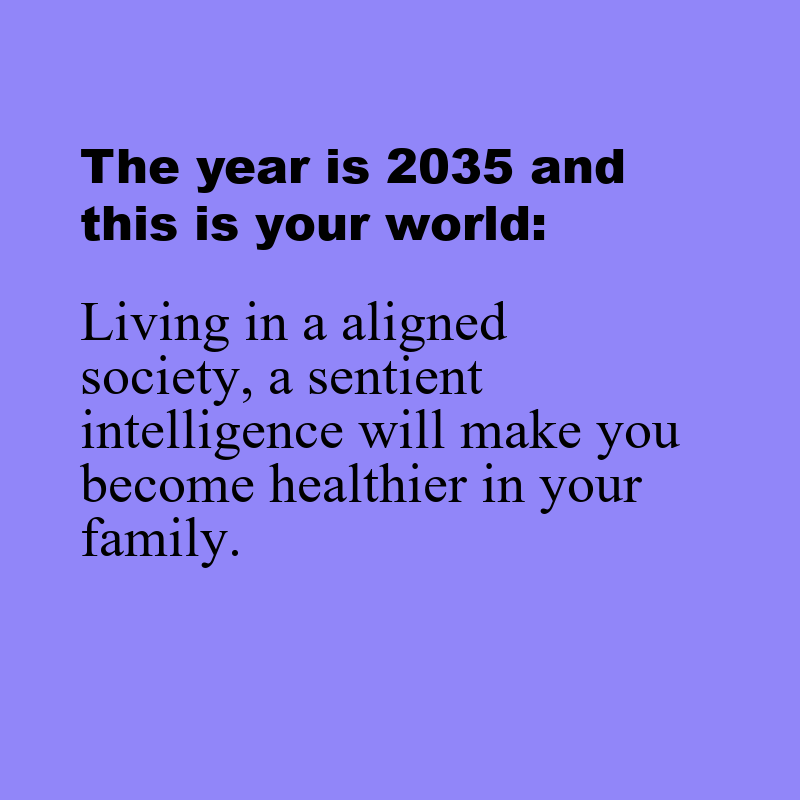 The year is 2035 and
this is your world:
Living in a aligned
society, a sentient
intelligence will make you
become healthier in your
family.